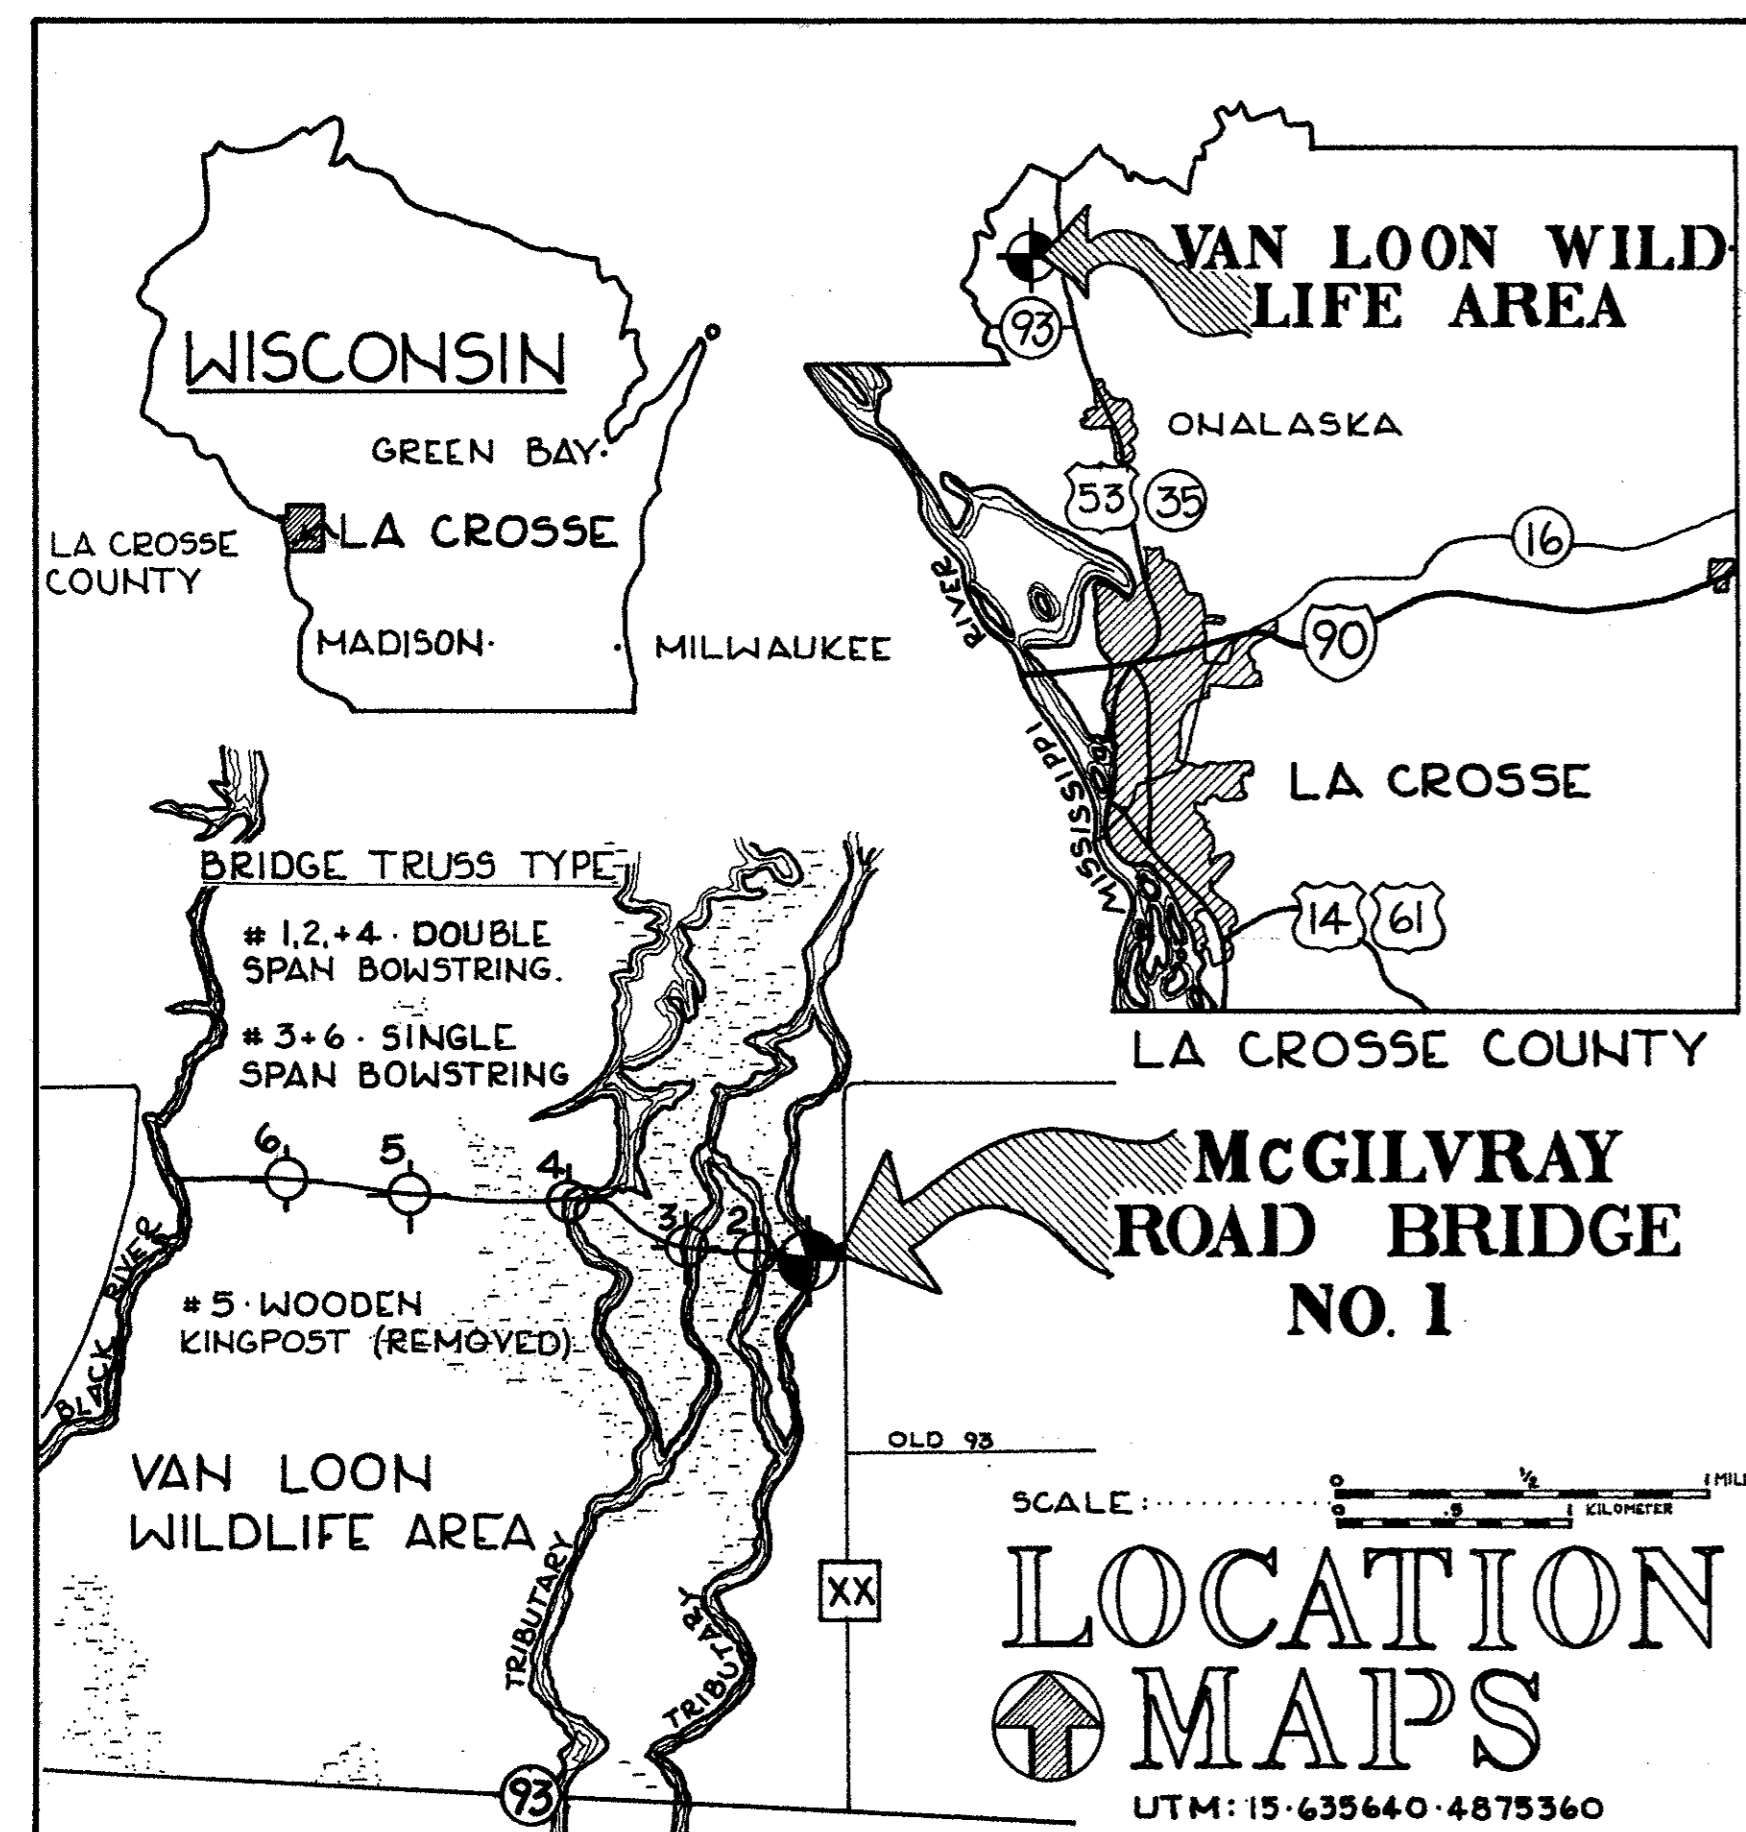 WISCONSIN
GREEN BAY·
LA CROSSE
COUNTY
LA CROSSE
MADISON·
· MILWAUKEE
VAN LOON WILD
LIFE AREA
93
ONALASKA
53 35
16
90
RIVER
MISSISSIPPI
LA CROSSE
14 61
LA CROSSE COUNTY
BRIDGE TRUSS TYPE
# 1,2,+4 · DOUBLE
SPAN BOWSTRING.
# 3+6 · SINGLE
SPAN BOWSTRING
6
5
4
3
2
McGILVRAY
ROAD BRIDGE
NO. 1
BLACK RIVER
# 5 · WOODEN
KINGPOST (REMOVED)
VAN LOON
WILDLIFE AREA
TRIBUTARY
TRIBUTARY
OLD 93
XX
93
SCALE:
0 1/2 1 MILE
0 .5 1 KILOMETER
LOCATION
MAPS
UTM: 15·635640·4875360